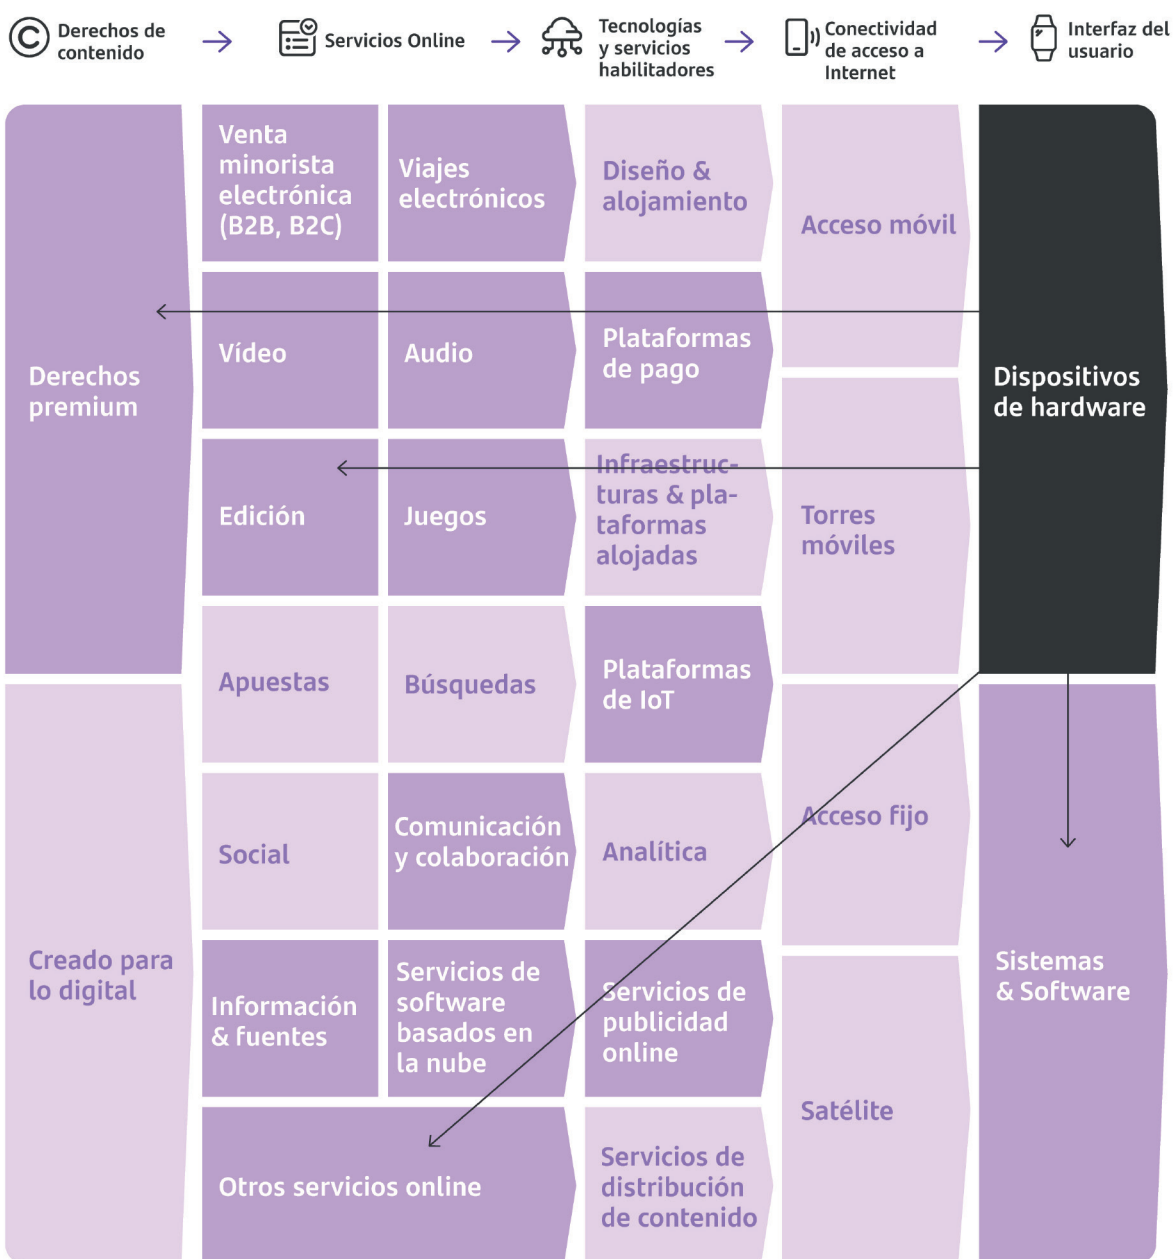 Derechos de
contenido
Servicios Online
Tecnologías
y servicios
habilitadores
Conectividad
de acceso a
Internet
Interfaz del
usuario
Derechos
premium
Creado para
lo digital
Venta
minorista
electrónica
(B2B, B2C)
Viajes
electrónicos
Vídeo
Audio
Edición
Juegos
Apuestas
Búsquedas
Social
Comunicación
y colaboración
Información
& fuentes
Servicios de
software
basados en
la nube
Otros servicios online
Diseño &
alojamiento
Plataformas
de pago
Infraestruc-
turas & pla-
taformas
alojadas
Plataformas
de IoT
Analítica
Servicios de
publicidad
online
Servicios de
distribución
de contenido
Acceso móvil
Torres
móviles
Acceso fijo
Satélite
Dispositivos
de hardware
Sistemas
& Software